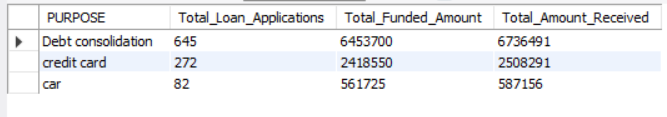 PURPOSE Total_Loan_Applications Total_Funded_Amount Total_Amount_Received
Debt consolidation 645 6453700 6736491
credit card 272 2418550 2508291
car 82 561725 587156